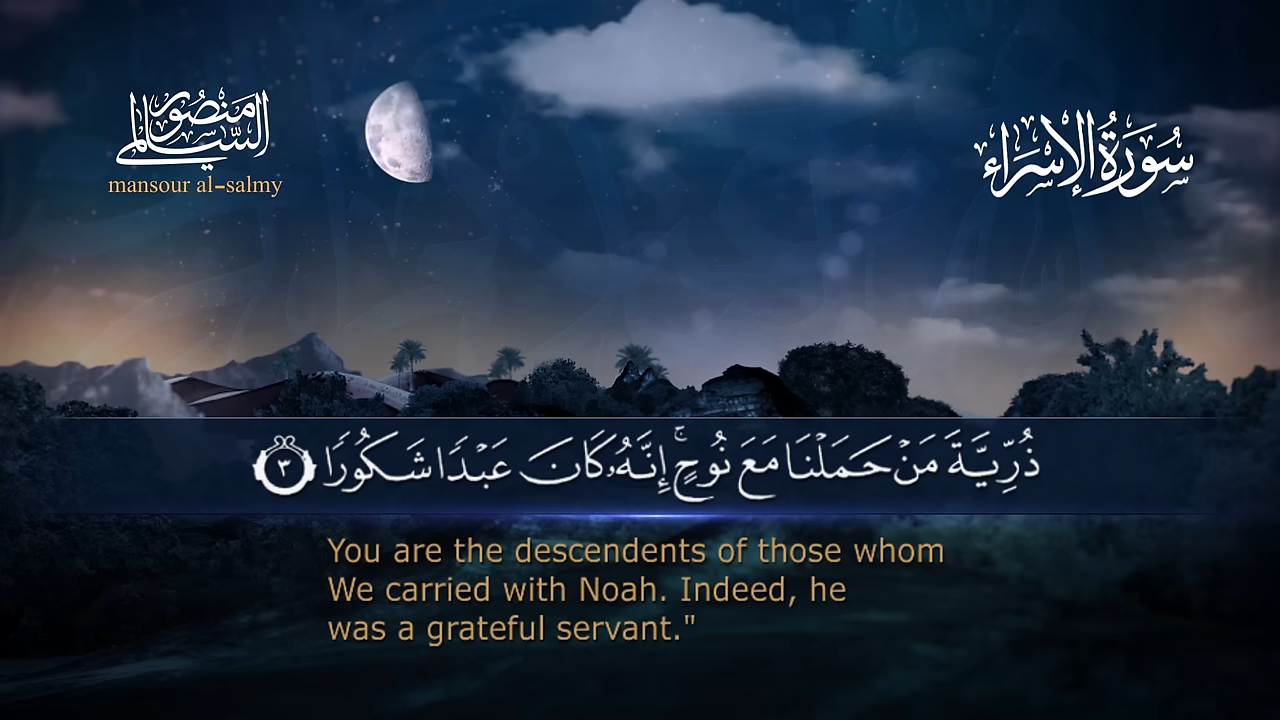 منصور السالمي
mansour al-salmy
سُورَةُ الإِسْرَاء
ذُرِّيَّةَ مَنْ حَمَلْنَا مَعَ نُوحٍ ۚ إِنَّهُۥ كَانَ عَبْدًا شَكُورًا ٣
You are the descendents of those whom
We carried with Noah. Indeed, he
was a grateful servant."